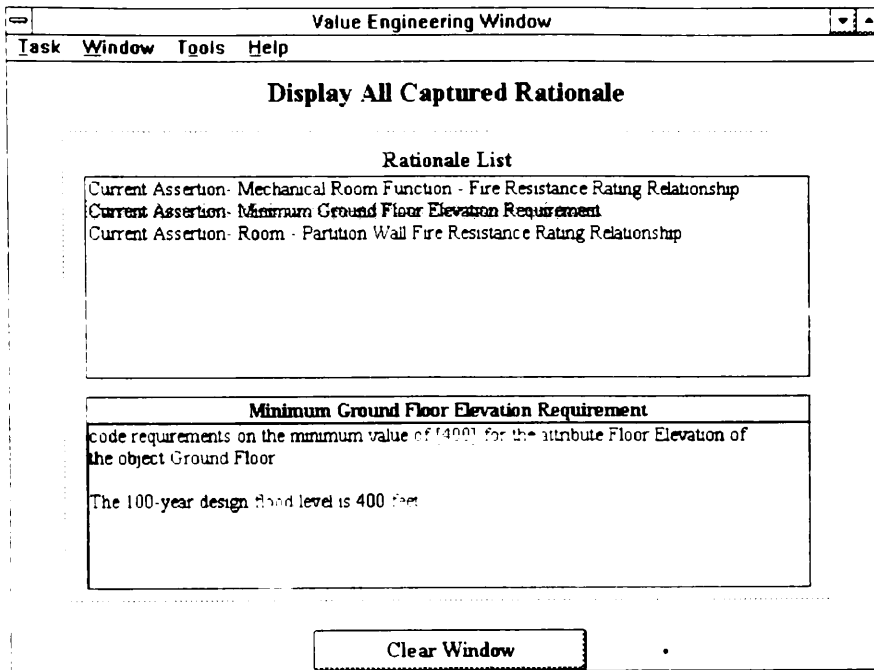 Value Engineering Window
Task Window Tools Help
Display All Captured Rationale
Rationale List
Current Assertion- Mechanical Room Function - Fire Resistance Rating Relationship
Current Assertion- Minimum Ground Floor Elevation Requirement
Current Assertion- Room - Partition Wall Fire Resistance Rating Relationship
Minimum Ground Floor Elevation Requirement
code requirements on the minimum value of [400] for the attribute Floor Elevation of
the object Ground Floor
The 100-year design flood level is 400 feet
Clear Window